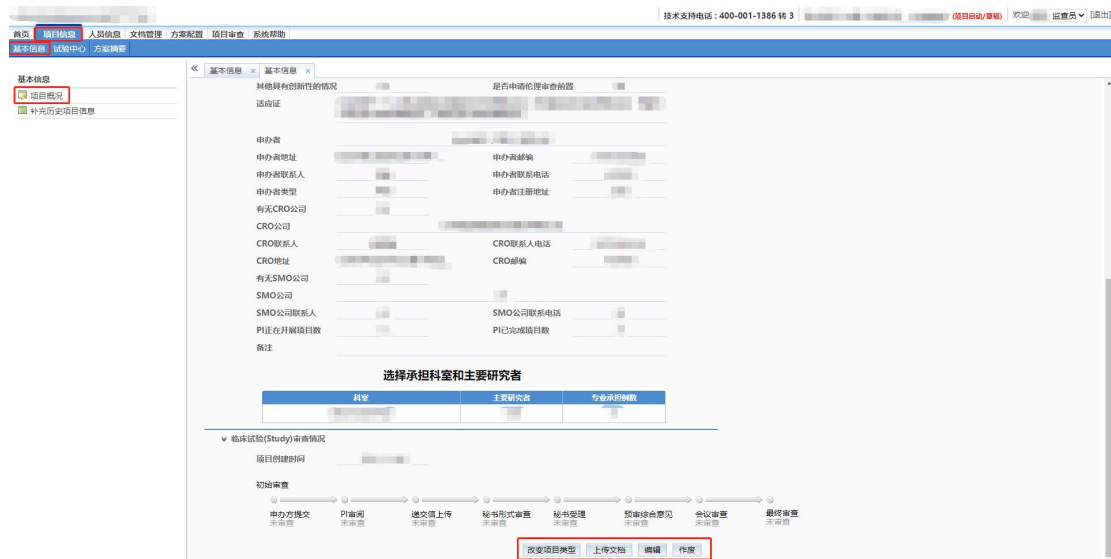 技术支持电话：400-001-1386 转 3 (项目启动/草稿) 欢迎 监查员 [退出]
首页 项目信息 人员信息 文档管理 方案配置 项目审查 系统帮助
基本信息 试验中心 方案摘要
基本信息
项目概况
补充历史项目信息
基本信息 × 基本信息 ×
其他具有创新性的情况 是否申请伦理审查前置
适应证
申办者
申办者地址 申办者邮编
申办者联系人 申办者联系电话
申办者类型 申办者注册地址
有无CRO公司
CRO公司
CRO联系人 CRO联系人电话
CRO地址 CRO邮编
有无SMO公司
SMO公司
SMO公司联系人 SMO公司联系电话
PI正在开展项目数 PI已完成项目数
备注
选择承担科室和主要研究者
科室 主要研究者 专业承担例数
临床试验(Study)审查情况
项目创建时间
初始审查
申办方提交 PI审阅 递交信上传 秘书形式审查 秘书受理 预审综合意见 会议审查 最终审查
未审查 未审查 未审查 未审查 未审查 未审查 未审查 未审查
改变项目类型 上传文档 编辑 作废